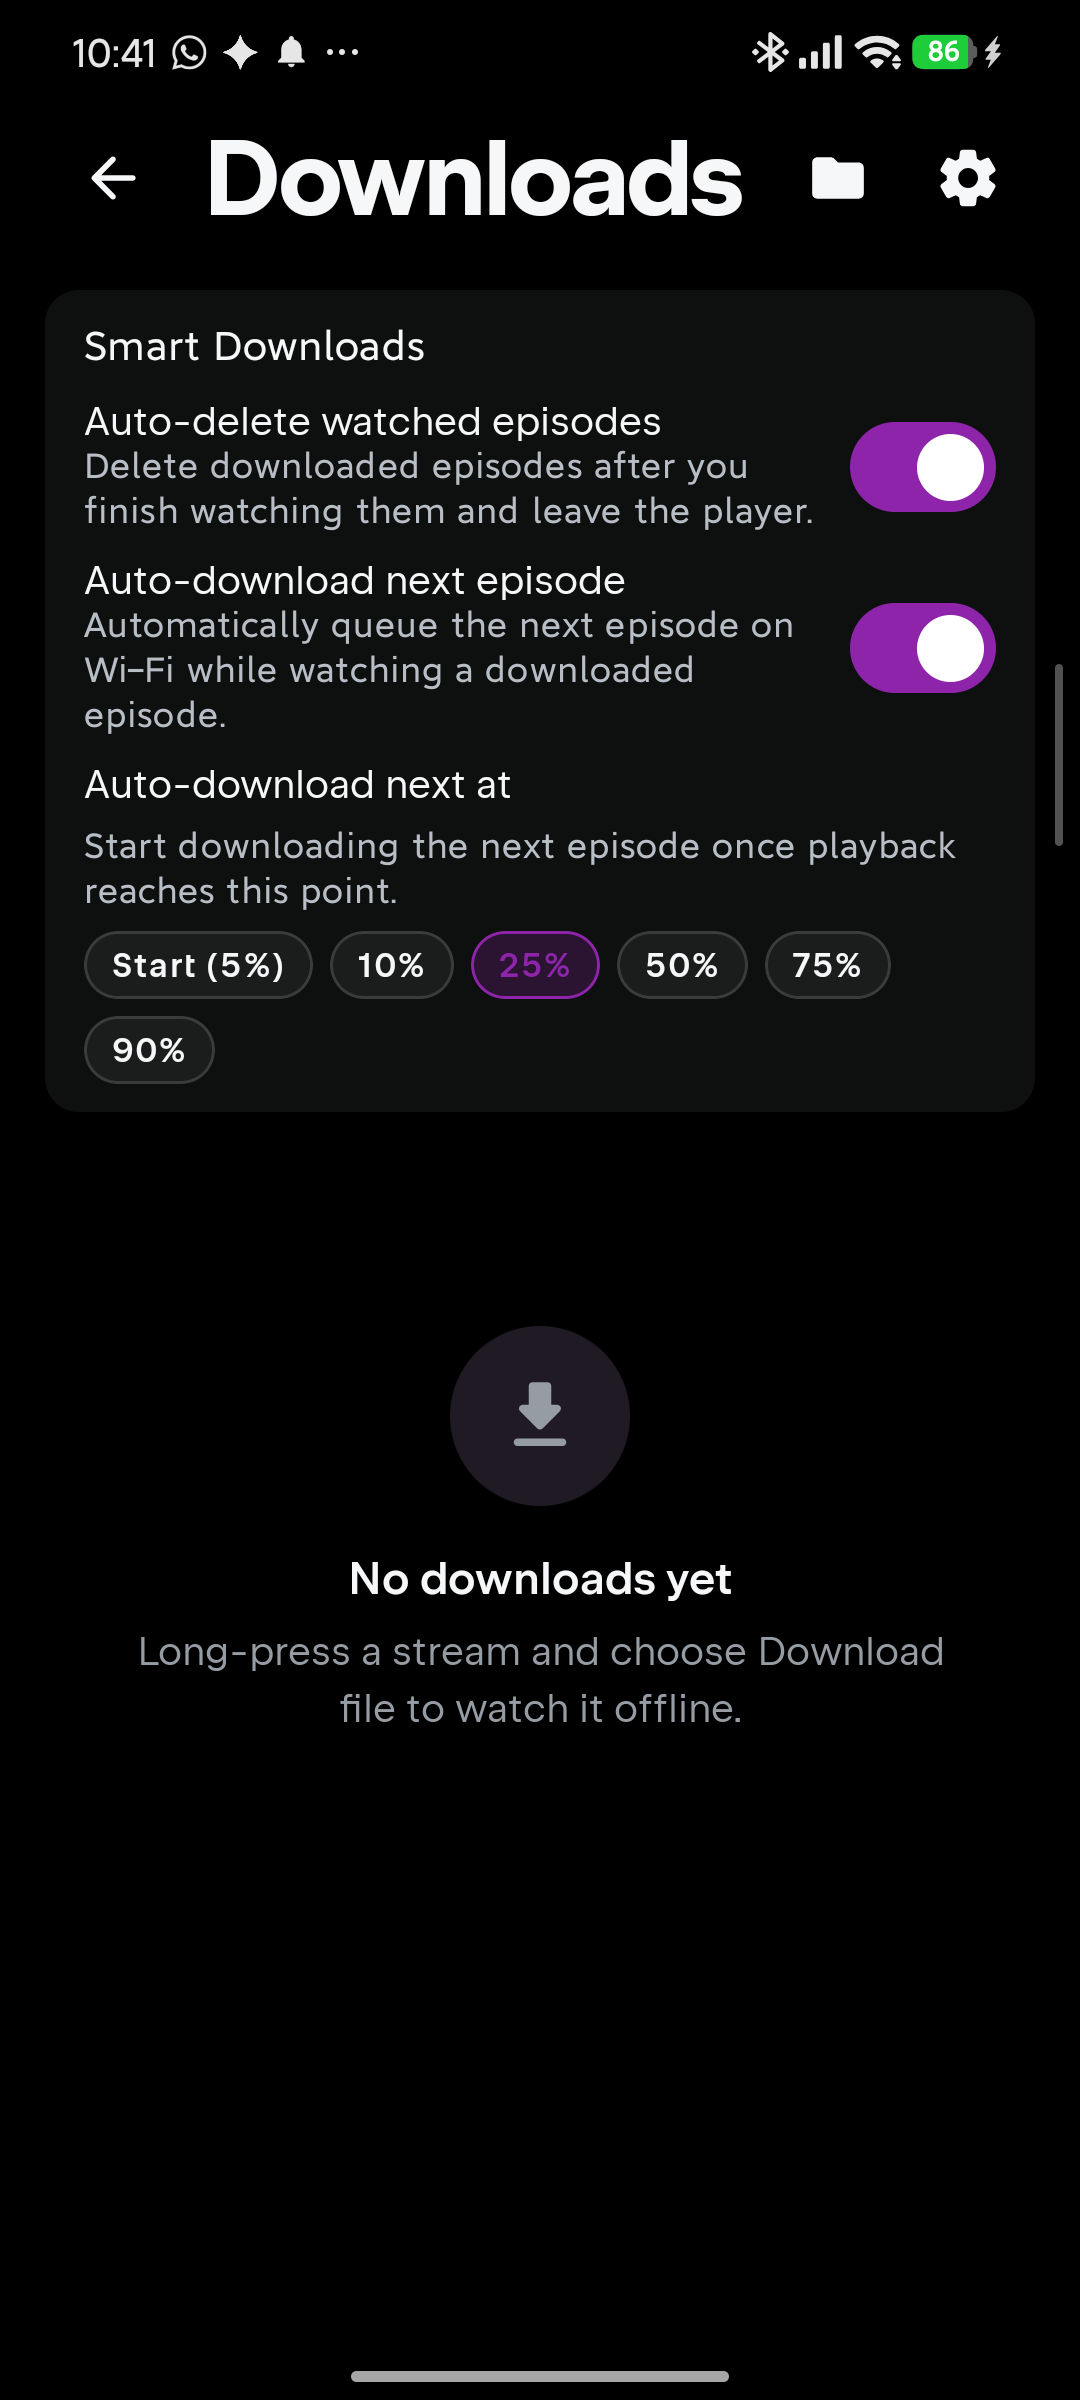 10:41
86
Downloads
Smart Downloads
Auto-delete watched episodes
Delete downloaded episodes after you
finish watching them and leave the player.
Auto-download next episode
Automatically queue the next episode on
Wi-Fi while watching a downloaded
episode.
Auto-download next at
Start downloading the next episode once playback
reaches this point.
Start (5%) 10% 25% 50% 75%
90%
No downloads yet
Long-press a stream and choose Download
file to watch it offline.